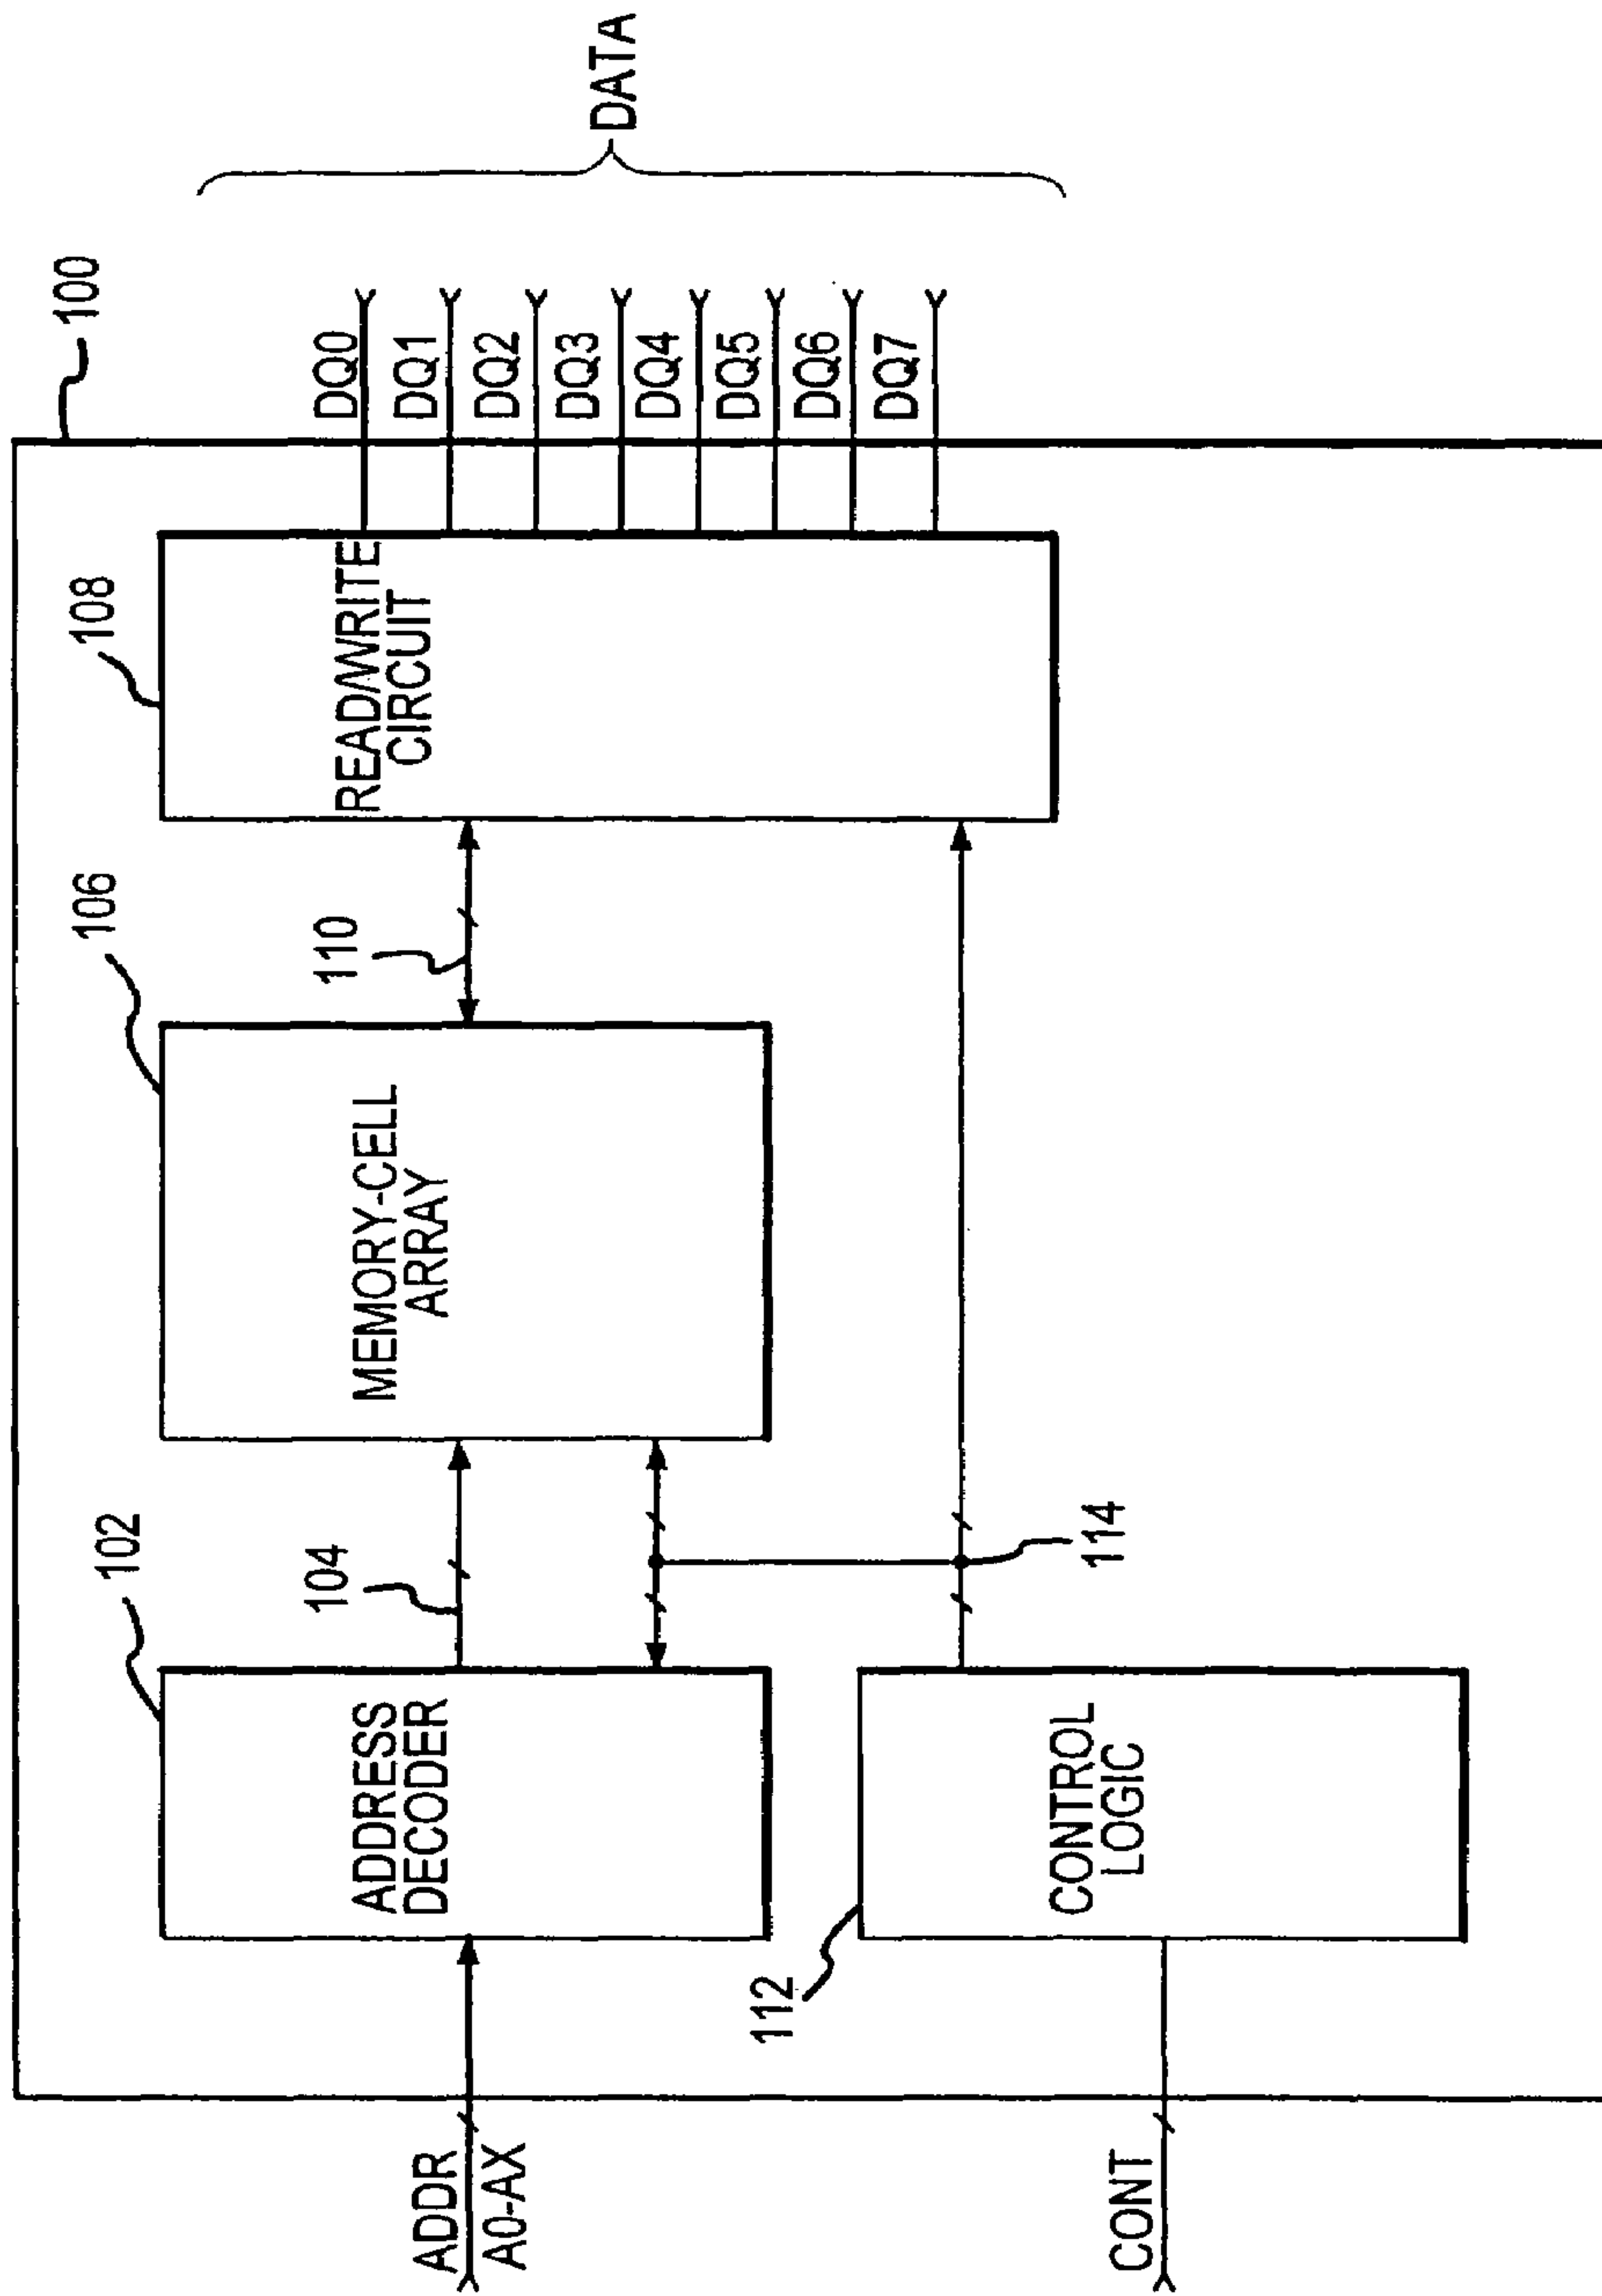 100
102
106
108
ADDR
A0-AX
ADDRESS
DECODER
104
MEMORY-CELL
ARRAY
110
READ/WRITE
CIRCUIT
DQ0
DQ1
DQ2
DQ3
DQ4
DQ5
DQ6
DQ7
DATA
112
CONT
CONTROL
LOGIC
114